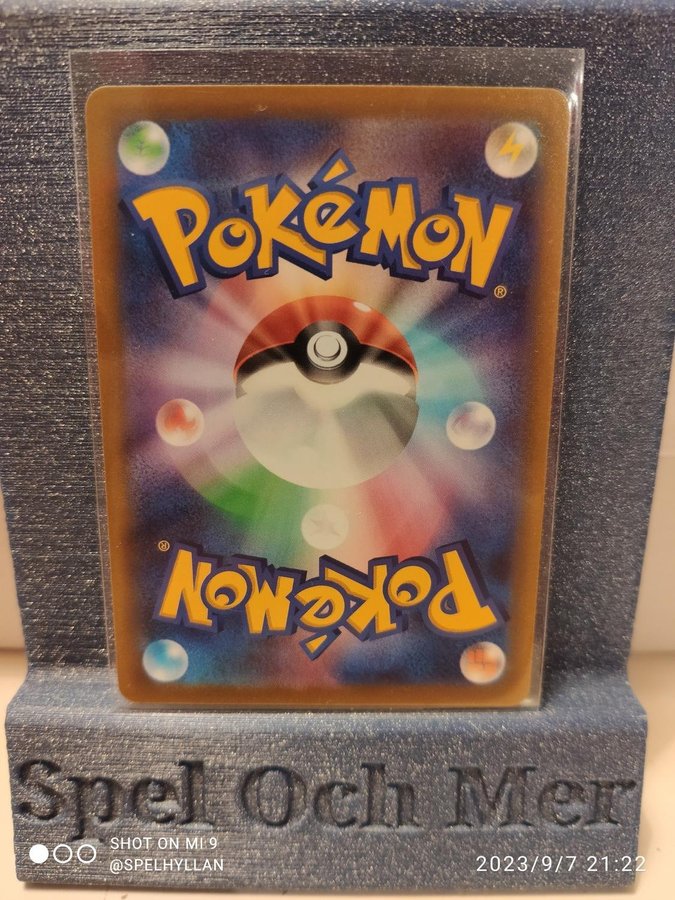 POKÉMON
®
®
POKÉMON
Spel Och Mer
SHOT ON MI 9
@SPELHYLLAN
2023/9/7 21:22